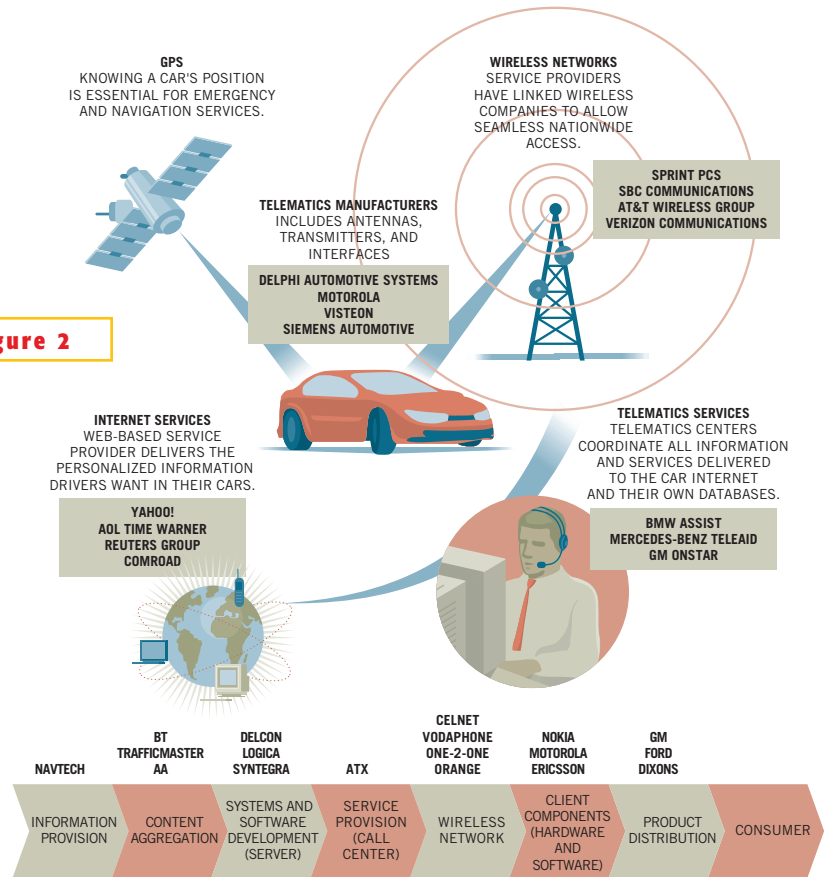 GPS
KNOWING A CAR'S POSITION
IS ESSENTIAL FOR EMERGENCY
AND NAVIGATION SERVICES.
WIRELESS NETWORKS
SERVICE PROVIDERS
HAVE LINKED WIRELESS
COMPANIES TO ALLOW
SEAMLESS NATIONWIDE
ACCESS.
SPRINT PCS
SBC COMMUNICATIONS
AT&T WIRELESS GROUP
VERIZON COMMUNICATIONS
TELEMATICS MANUFACTURERS
INCLUDES ANTENNAS,
TRANSMITTERS, AND
INTERFACES
DELPHI AUTOMOTIVE SYSTEMS
MOTOROLA
VISTEON
SIEMENS AUTOMOTIVE
gure 2
INTERNET SERVICES
WEB-BASED SERVICE
PROVIDER DELIVERS THE
PERSONALIZED INFORMATION
DRIVERS WANT IN THEIR CARS.
YAHOO!
AOL TIME WARNER
REUTERS GROUP
COMROAD
TELEMATICS SERVICES
TELEMATICS CENTERS
COORDINATE ALL INFORMATION
AND SERVICES DELIVERED
TO THE CAR INTERNET
AND THEIR OWN DATABASES.
BMW ASSIST
MERCEDES-BENZ TELEAID
GM ONSTAR
NAVTECH
BT
TRAFFICMASTER
AA
DELCON
LOGICA
SYNTEGRA
ATX
CELNET
VODAPHONE
ONE-2-ONE
ORANGE
NOKIA
MOTOROLA
ERICSSON
GM
FORD
DIXONS
INFORMATION
PROVISION
CONTENT
AGGREGATION
SYSTEMS AND
SOFTWARE
DEVELOPMENT
(SERVER)
SERVICE
PROVISION
(CALL
CENTER)
WIRELESS
NETWORK
CLIENT
COMPONENTS
(HARDWARE
AND
SOFTWARE)
PRODUCT
DISTRIBUTION
CONSUMER